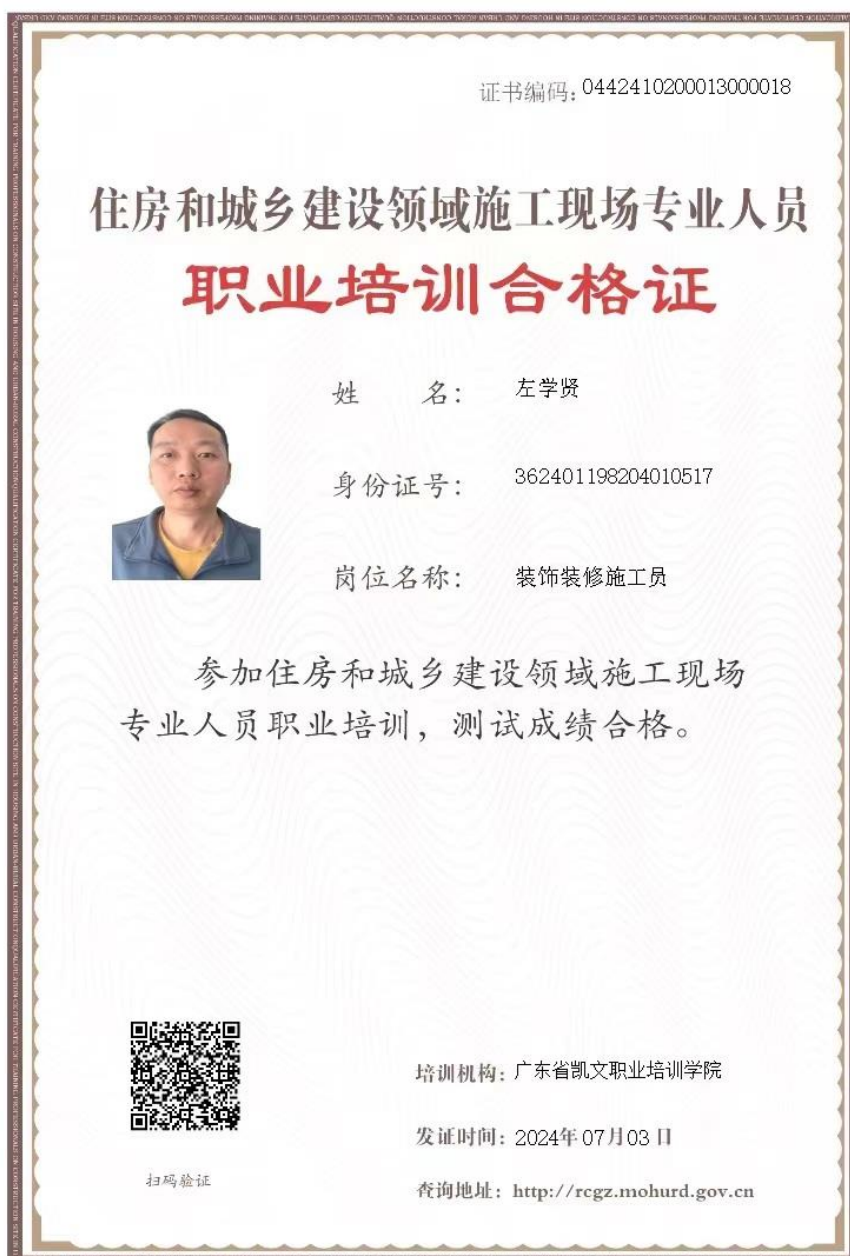 证书编码：0442410200013000018
住房和城乡建设领域施工现场专业人员
职业培训合格证
姓 名： 左学贤
身份证号： 362401198204010517
岗位名称： 装饰装修施工员
参加住房和城乡建设领域施工现场
专业人员职业培训，测试成绩合格。
培训机构：广东省凯文职业培训学院
发证时间：2024年07月03日
扫码验证
查询地址：http://rcgz.mohurd.gov.cn